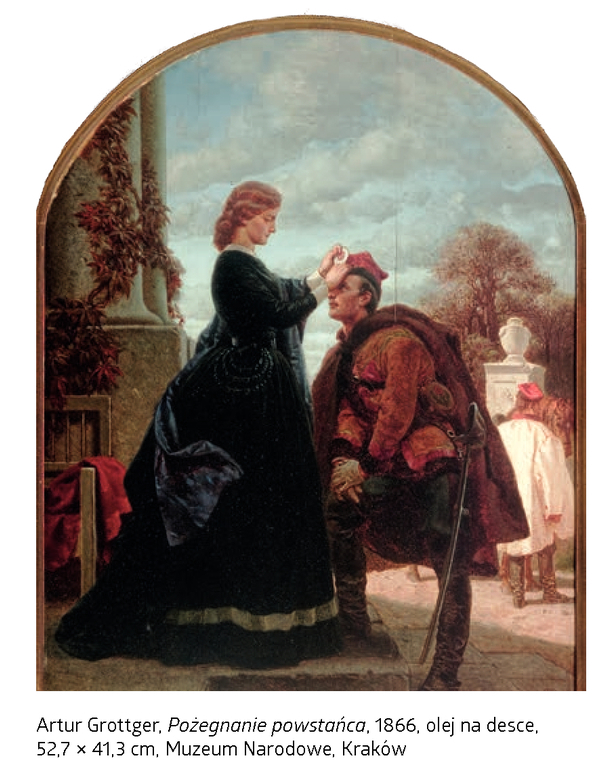 Artur Grottger, Pożegnanie powstańca, 1866, olej na desce,
52,7 × 41,3 cm, Muzeum Narodowe, Kraków